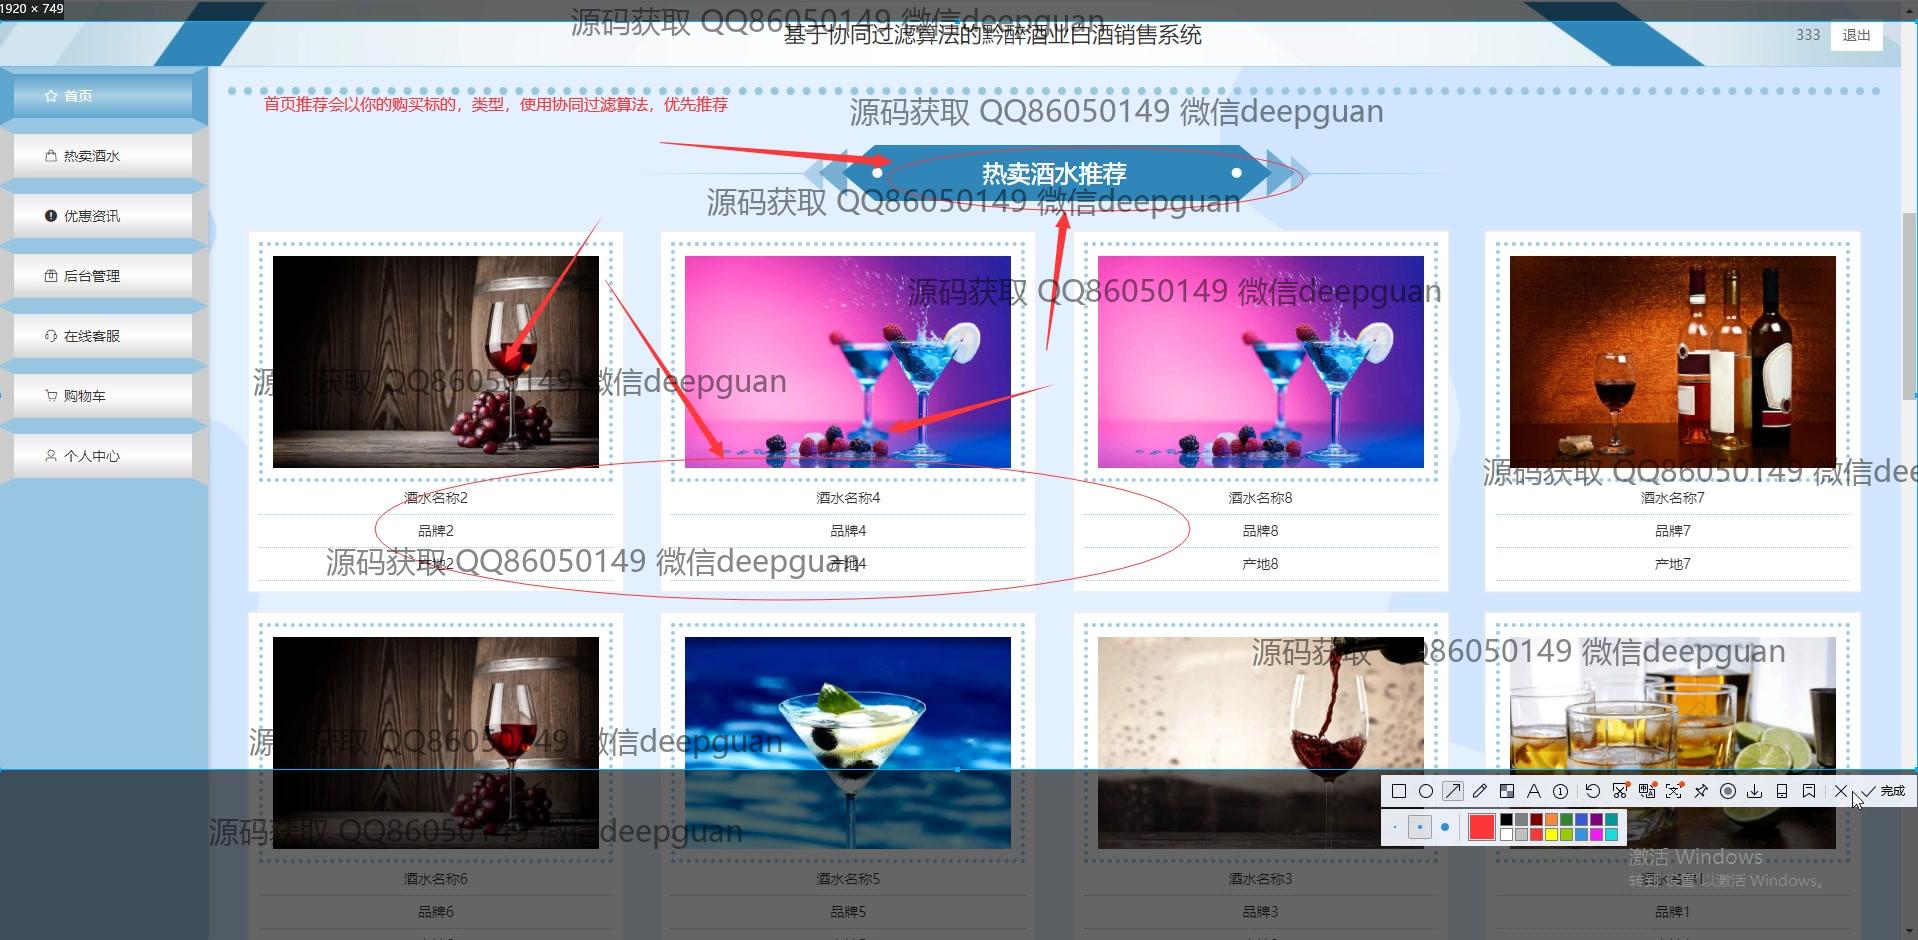 1920 × 749
源码获取 QQ86050149 微信deepguan
基于协同过滤算法的黔醉酒业白酒销售系统
333
退出
首页
热卖酒水
优惠资讯
后台管理
在线客服
购物车
个人中心
首页推荐会以你的购买标的，类型，使用协同过滤算法，优先推荐
源码获取 QQ86050149 微信deepguan
热卖酒水推荐
源码获取 QQ86050149 微信deepguan
源码获取 QQ86050149 微信deepguan
源码获取 QQ86050149 微信deepguan
源码获取 QQ86050149 微信deepgu
酒水名称2
酒水名称4
酒水名称8
酒水名称7
品牌2
品牌4
品牌8
品牌7
产地2
产地4
产地8
产地7
源码获取 QQ86050149 微信deepguan
源码获取 QQ86050149 微信deepguan
源码获取 QQ86050149 微信deepguan
完成
源码获取 QQ86050149 微信deepguan
激活 Windows
转到"设置"以激活 Windows。
酒水名称6
酒水名称5
酒水名称3
品牌6
品牌5
品牌3
品牌1